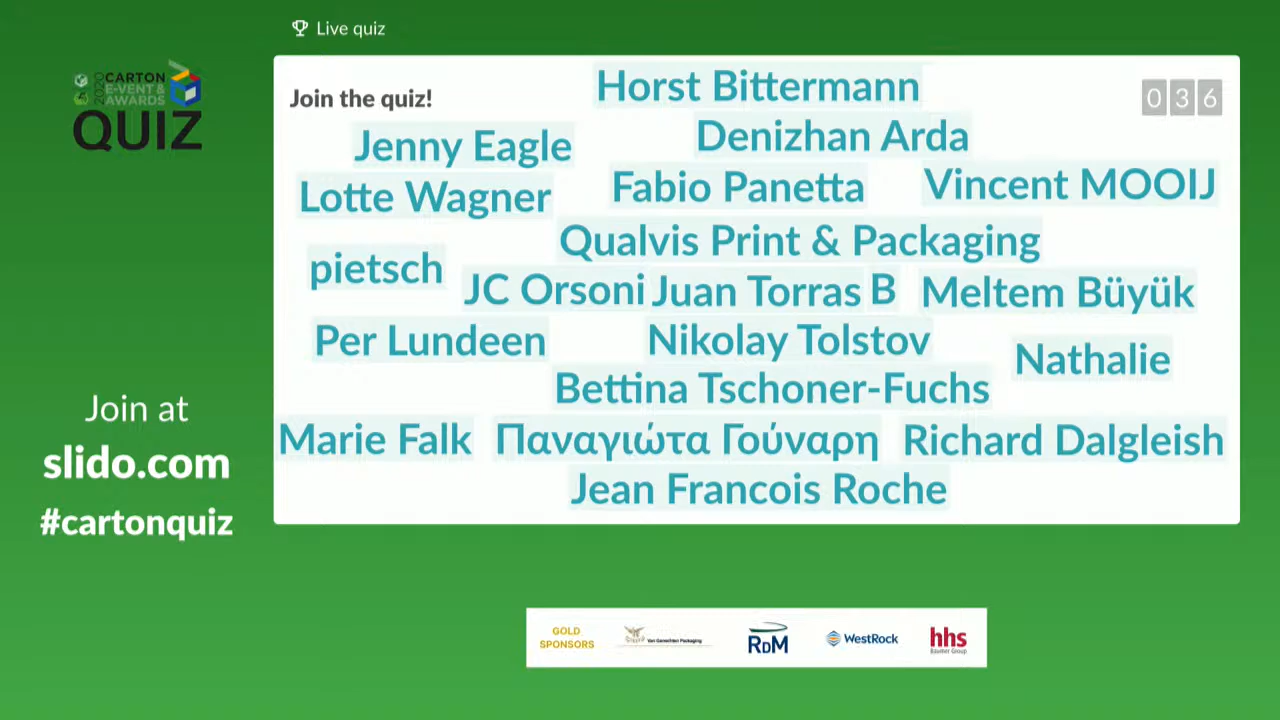 Live quiz
2020 CARTON
E-VENT &
AWARDS
QUIZ
Join the quiz!
036
Horst Bittermann
Jenny Eagle
Denizhan Arda
Lotte Wagner
Fabio Panetta
Vincent MOOIJ
Qualvis Print & Packaging
pietsch
JC Orsoni
Juan Torras
B
Meltem Büyük
Per Lundeen
Nikolay Tolstov
Nathalie
Bettina Tschoner-Fuchs
Marie Falk
Παναγιώτα Γούναρη
Richard Dalgleish
Jean Francois Roche
Join at
slido.com
#cartonquiz
GOLD
SPONSORS
Van Genechten Packaging
RDM
WestRock
hhs
Baumer Group